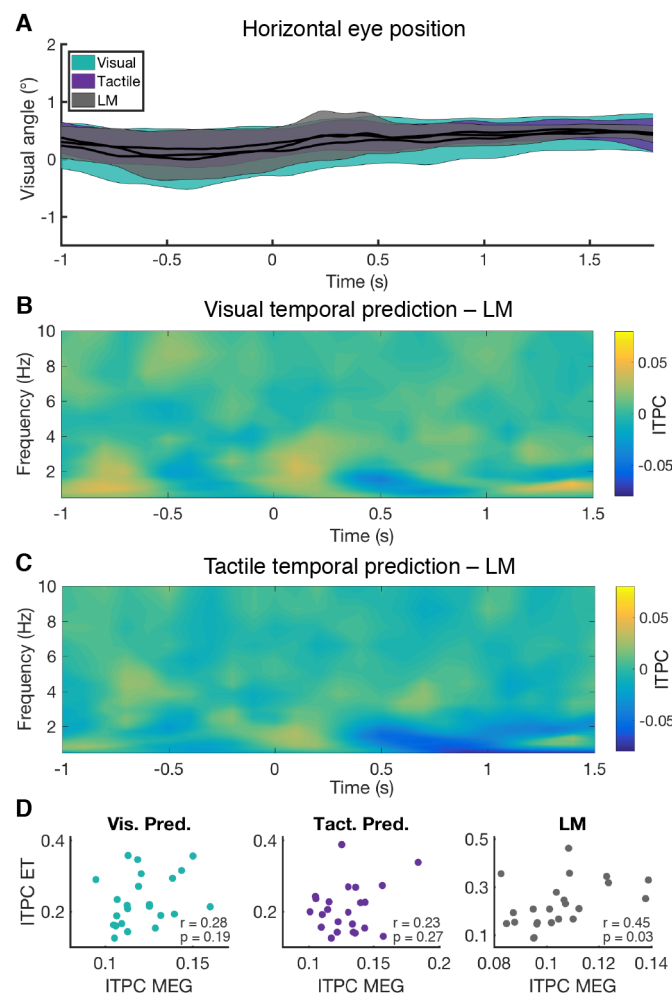 A
Horizontal eye position
2
1
0
-1
Visual angle (°)
Visual
Tactile
LM
-1 -0.5 0 0.5 1 1.5
Time (s)
B
Visual temporal prediction – LM
10
8
6
4
2
Frequency (Hz)
-1 -0.5 0 0.5 1 1.5
Time (s)
0.05
0
-0.05
ITPC
C
Tactile temporal prediction – LM
10
8
6
4
2
Frequency (Hz)
-1 -0.5 0 0.5 1 1.5
Time (s)
0.05
0
-0.05
ITPC
D
Vis. Pred.
0.4
0.2
ITPC ET
r = 0.28
p = 0.19
0.1 0.15
ITPC MEG
Tact. Pred.
0.4
0.2
r = 0.23
p = 0.27
0.1 0.15 0.2
ITPC MEG
LM
0.5
0.3
0.1
r = 0.45
p = 0.03
0.08 0.1 0.12 0.14
ITPC MEG